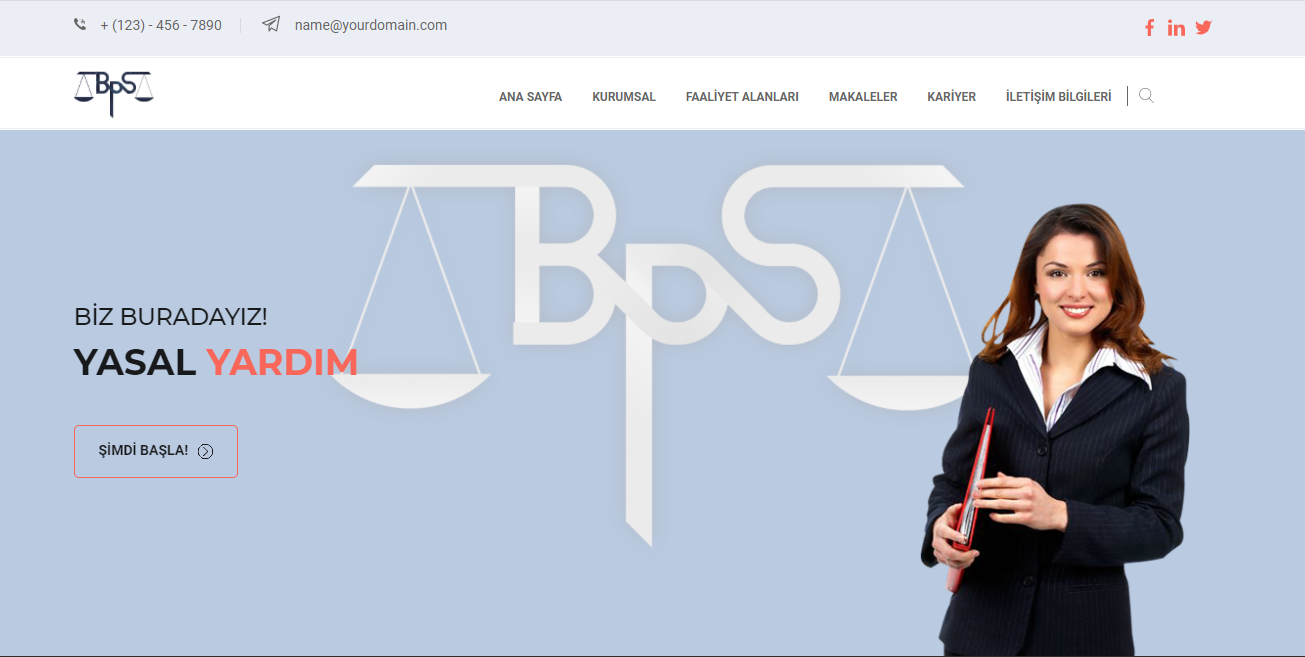 + (123) - 456 - 7890 name@yourdomain.com
BPS
ANA SAYFA KURUMSAL FAALİYET ALANLARI MAKALELER KARİYER İLETİŞİM BİLGİLERİ
BPS
BİZ BURADAYIZ!
YASAL YARDIM
ŞİMDİ BAŞLA!